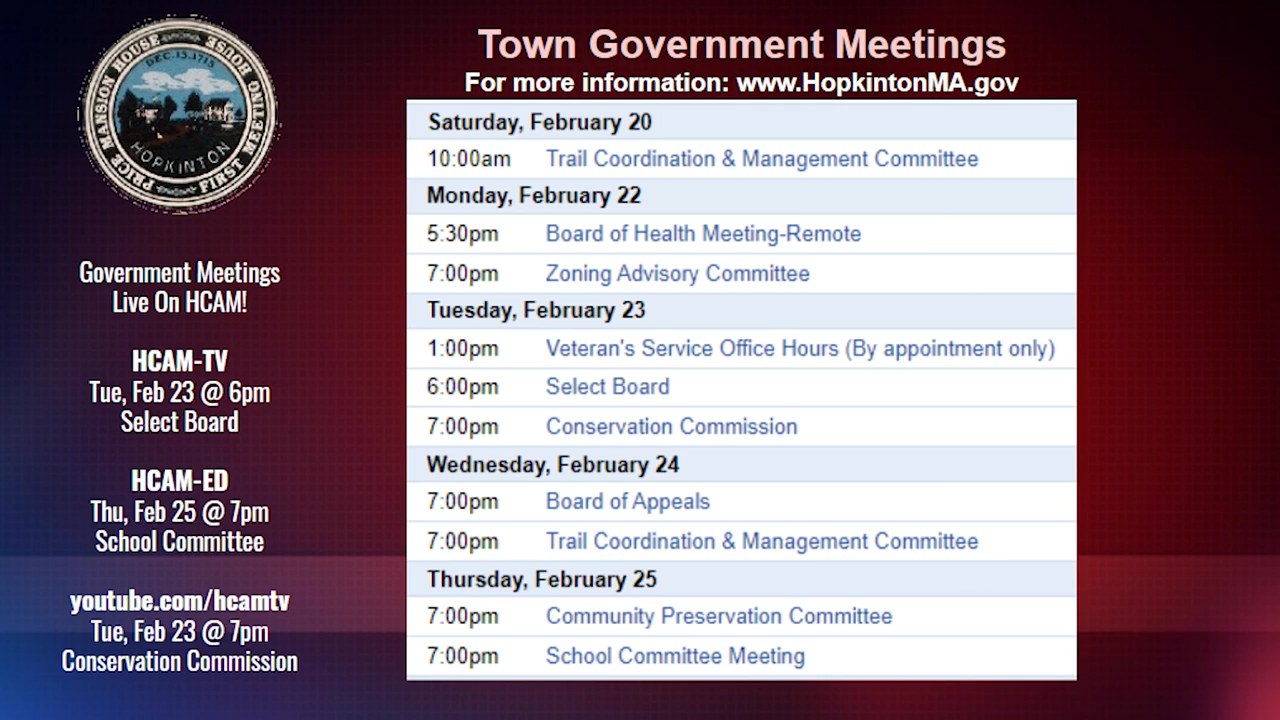 PRICE MANSION HOUSE
FIRST MEETING HOUSE
DEC. 13. 1715
HOPKINTON
Government Meetings
Live On HCAM!
HCAM-TV
Tue, Feb 23 @ 6pm
Select Board
HCAM-ED
Thu, Feb 25 @ 7pm
School Committee
youtube.com/hcamtv
Tue, Feb 23 @ 7pm
Conservation Commission
Town Government Meetings
For more information: www.HopkintonMA.gov
Saturday, February 20
10:00am Trail Coordination & Management Committee
Monday, February 22
5:30pm Board of Health Meeting-Remote
7:00pm Zoning Advisory Committee
Tuesday, February 23
1:00pm Veteran's Service Office Hours (By appointment only)
6:00pm Select Board
7:00pm Conservation Commission
Wednesday, February 24
7:00pm Board of Appeals
7:00pm Trail Coordination & Management Committee
Thursday, February 25
7:00pm Community Preservation Committee
7:00pm School Committee Meeting